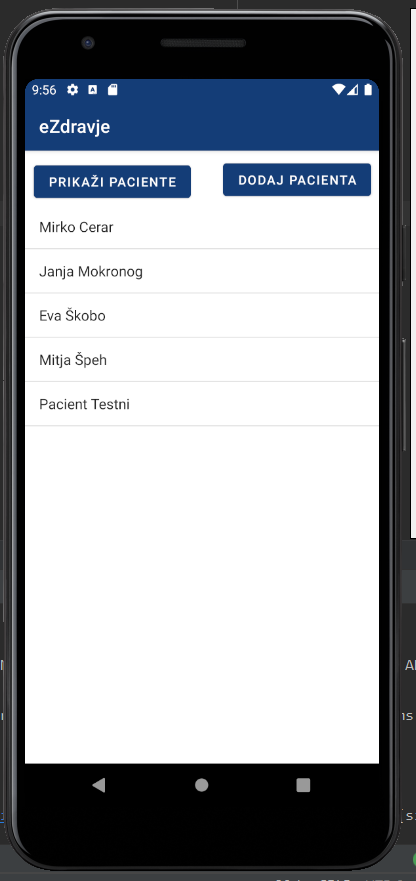 9:56
eZdravje
PRIKAŽI PACIENTE
DODAJ PACIENTA
Mirko Cerar
Janja Mokronog
Eva Škobo
Mitja Špeh
Pacient Testni